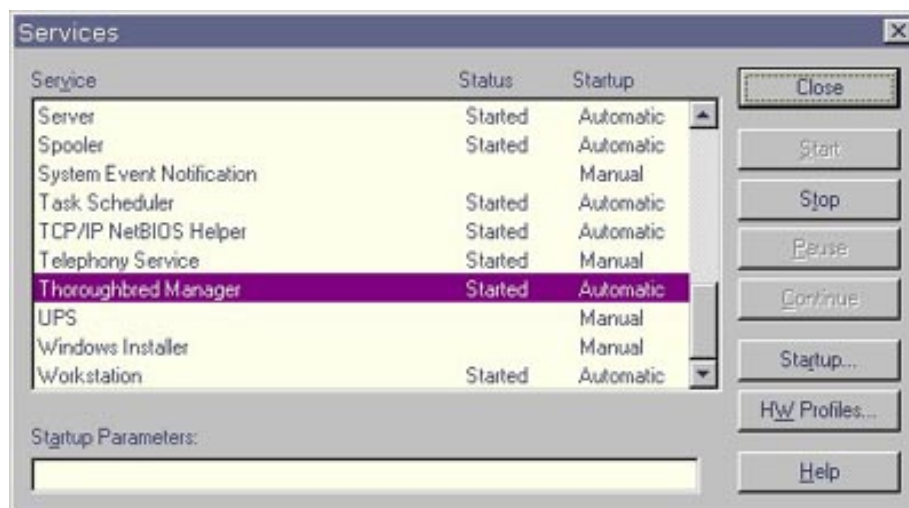 Services
Service Status Startup
Server Started Automatic
Spooler Started Automatic
System Event Notification Manual
Task Scheduler Started Automatic
TCP/IP NetBIOS Helper Started Automatic
Telephony Service Started Manual
Thoroughbred Manager Started Automatic
UPS Manual
Windows Installer Manual
Workstation Started Automatic
Startup Parameters:
Close
Start
Stop
Pause
Continue
Startup...
HW Profiles...
Help